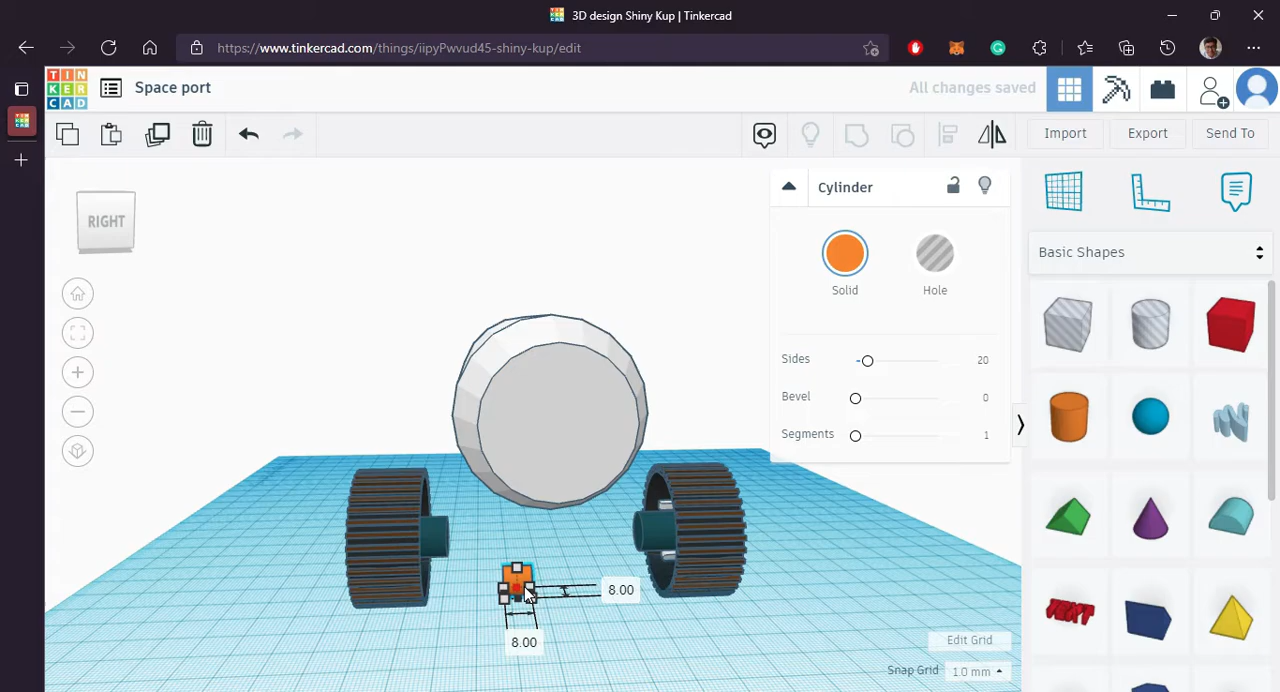 3D design Shiny Kup | Tinkercad
https://www.tinkercad.com/things/iipyPwvud45-shiny-kup/edit
TIN
KER
CAD
Space port
All changes saved
Import
Export
Send To
RIGHT
Cylinder
Solid
Hole
Sides
20
Bevel
0
Segments
1
Basic Shapes
TEXT
8.00
8.00
Edit Grid
Snap Grid
1.0 mm